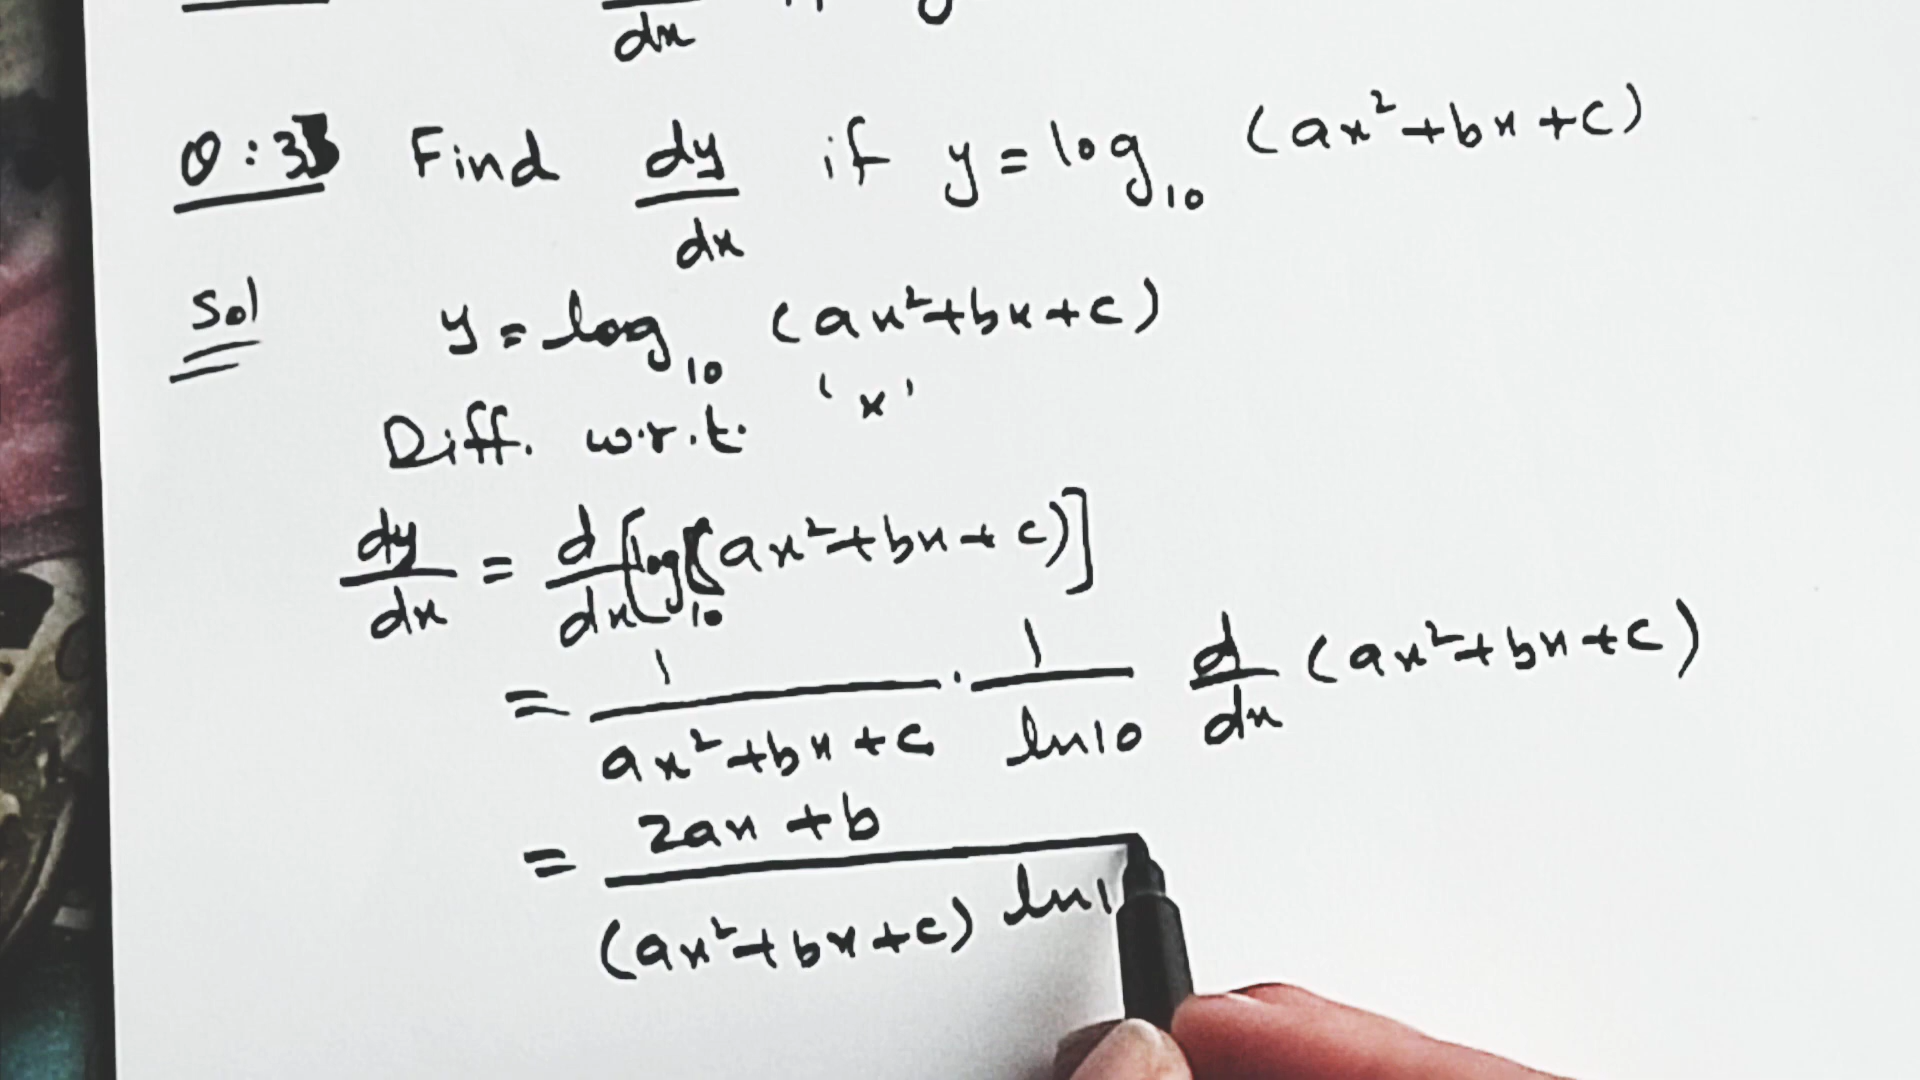 dx
Q:3 Find dy/dx if y = log₁₀ (ax²+bx+c)
Sol y = log₁₀ (ax²+bx+c)
Diff. w.r.t. 'x'
dy/dx = d/dx [log₁₀(ax²+bx+c)]
= 1/(ax²+bx+c) · 1/ln10 d/dx (ax²+bx+c)
= 2ax+b/(ax²+bx+c) ln1